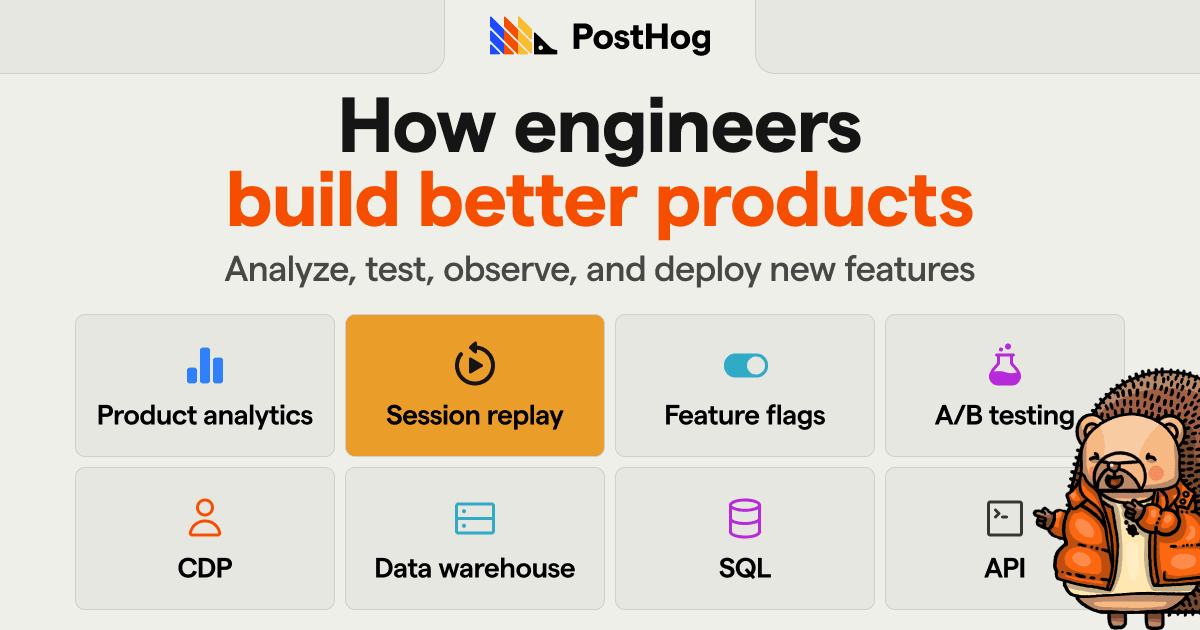 PostHog
How engineers
build better products
Analyze, test, observe, and deploy new features
Product analytics
Session replay
Feature flags
A/B testing
CDP
Data warehouse
SQL
API